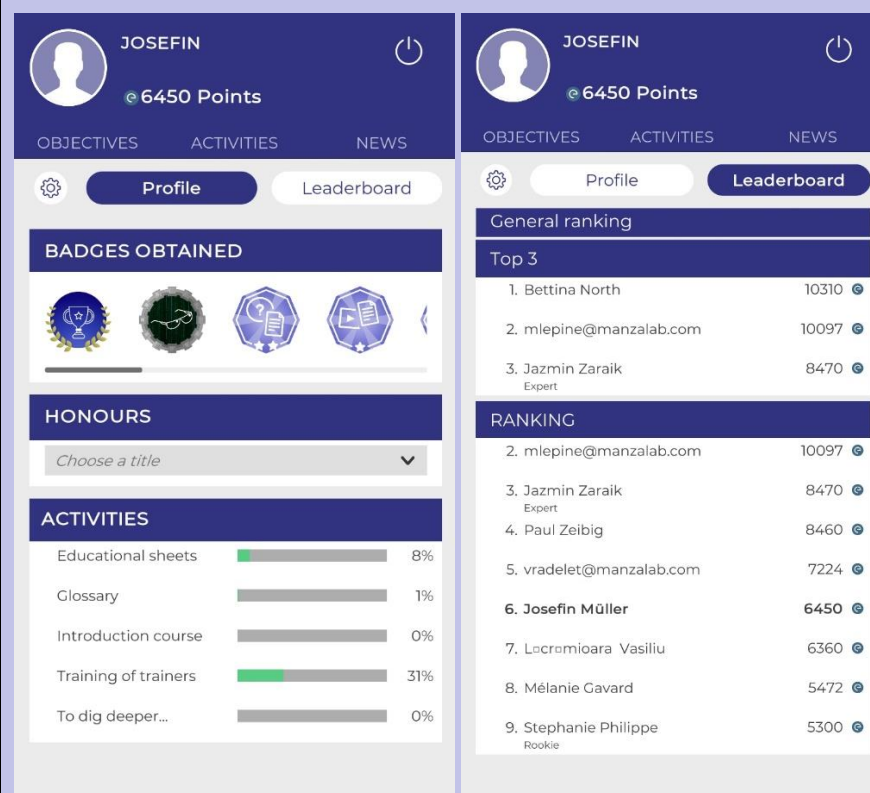 JOSEFIN
6450 Points
OBJECTIVES ACTIVITIES NEWS
Profile Leaderboard
BADGES OBTAINED
HONOURS
Choose a title
ACTIVITIES
Educational sheets 8%
Glossary 1%
Introduction course 0%
Training of trainers 31%
To dig deeper... 0%
JOSEFIN
6450 Points
OBJECTIVES ACTIVITIES NEWS
Profile Leaderboard
General ranking
Top 3
1. Bettina North 10310
2. mlepine@manzalab.com 10097
3. Jazmin Zaraik 8470
Expert
RANKING
2. mlepine@manzalab.com 10097
3. Jazmin Zaraik 8470
Expert
4. Paul Zeibig 8460
5. vradelet@manzalab.com 7224
6. Josefin Müller 6450
7. L▫cr▫mioara Vasiliu 6360
8. Mélanie Gavard 5472
9. Stephanie Philippe 5300
Rookie